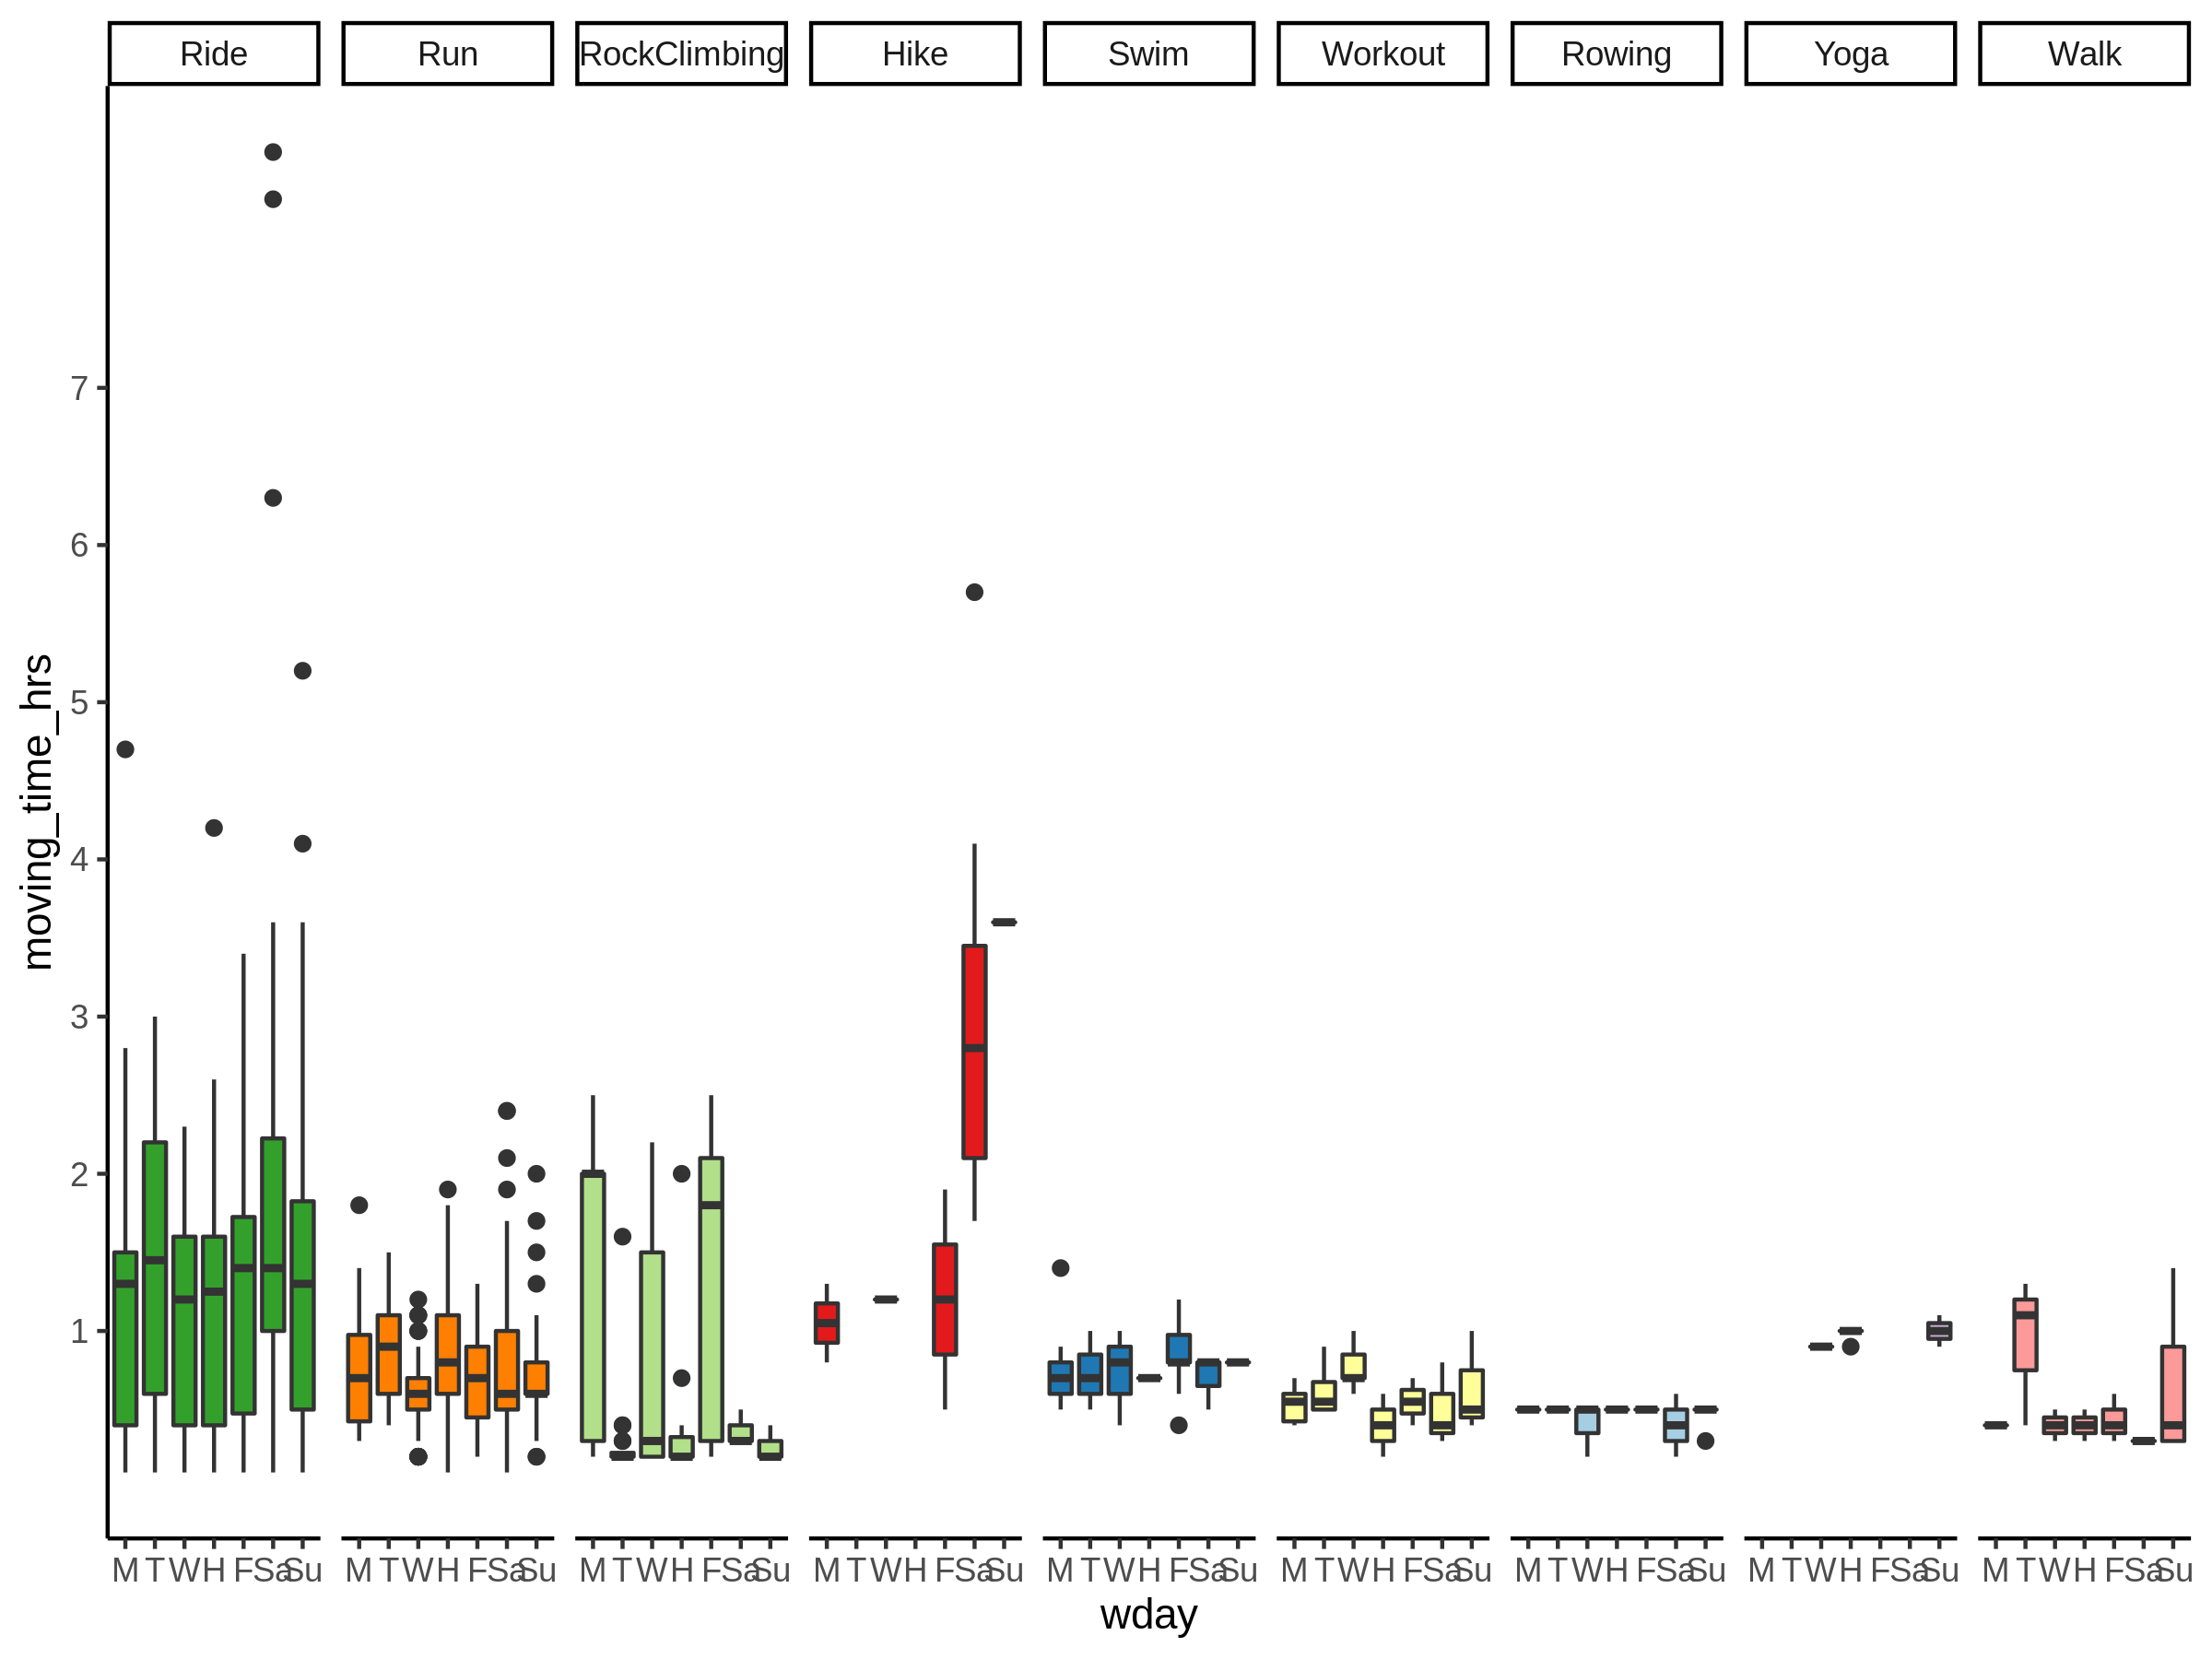 Ride Run RockClimbing Hike Swim Workout Rowing Yoga Walk
7
6
5
4
3
2
1
moving_time_hrs
M T W H F Sa Su M T W H F Sa Su M T W H F Sa Su M T W H F Sa Su M T W H F Sa Su M T W H F Sa Su M T W H F Sa Su M T W H F Sa Su M T W H F Sa Su
wday